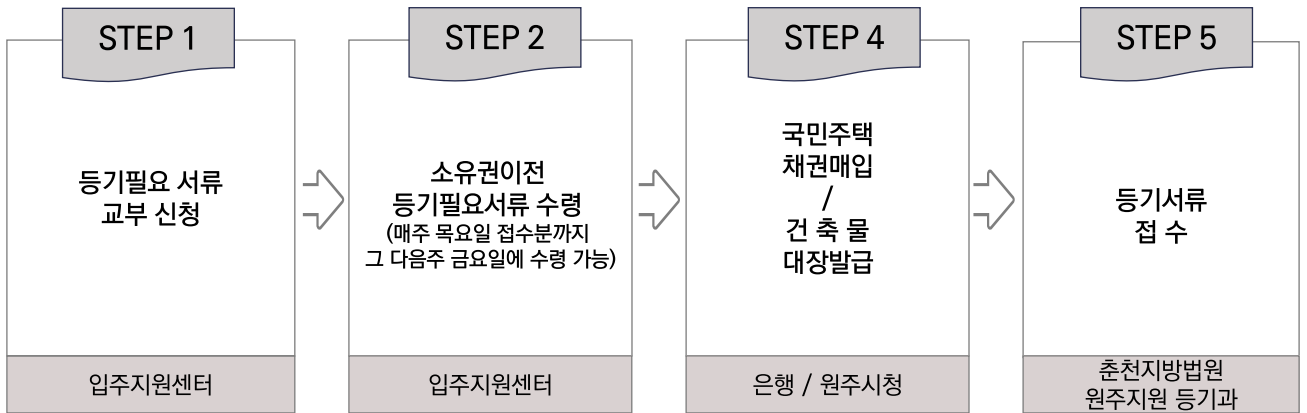 STEP 1
등기필요 서류
교부 신청
입주지원센터
STEP 2
소유권이전
등기필요서류 수령
(매주 목요일 접수분까지
그 다음주 금요일에 수령 가능)
입주지원센터
STEP 4
국민주택
채권매입
/
건 축 물
대장발급
은행 / 원주시청
STEP 5
등기서류
접 수
춘천지방법원
원주지원 등기과